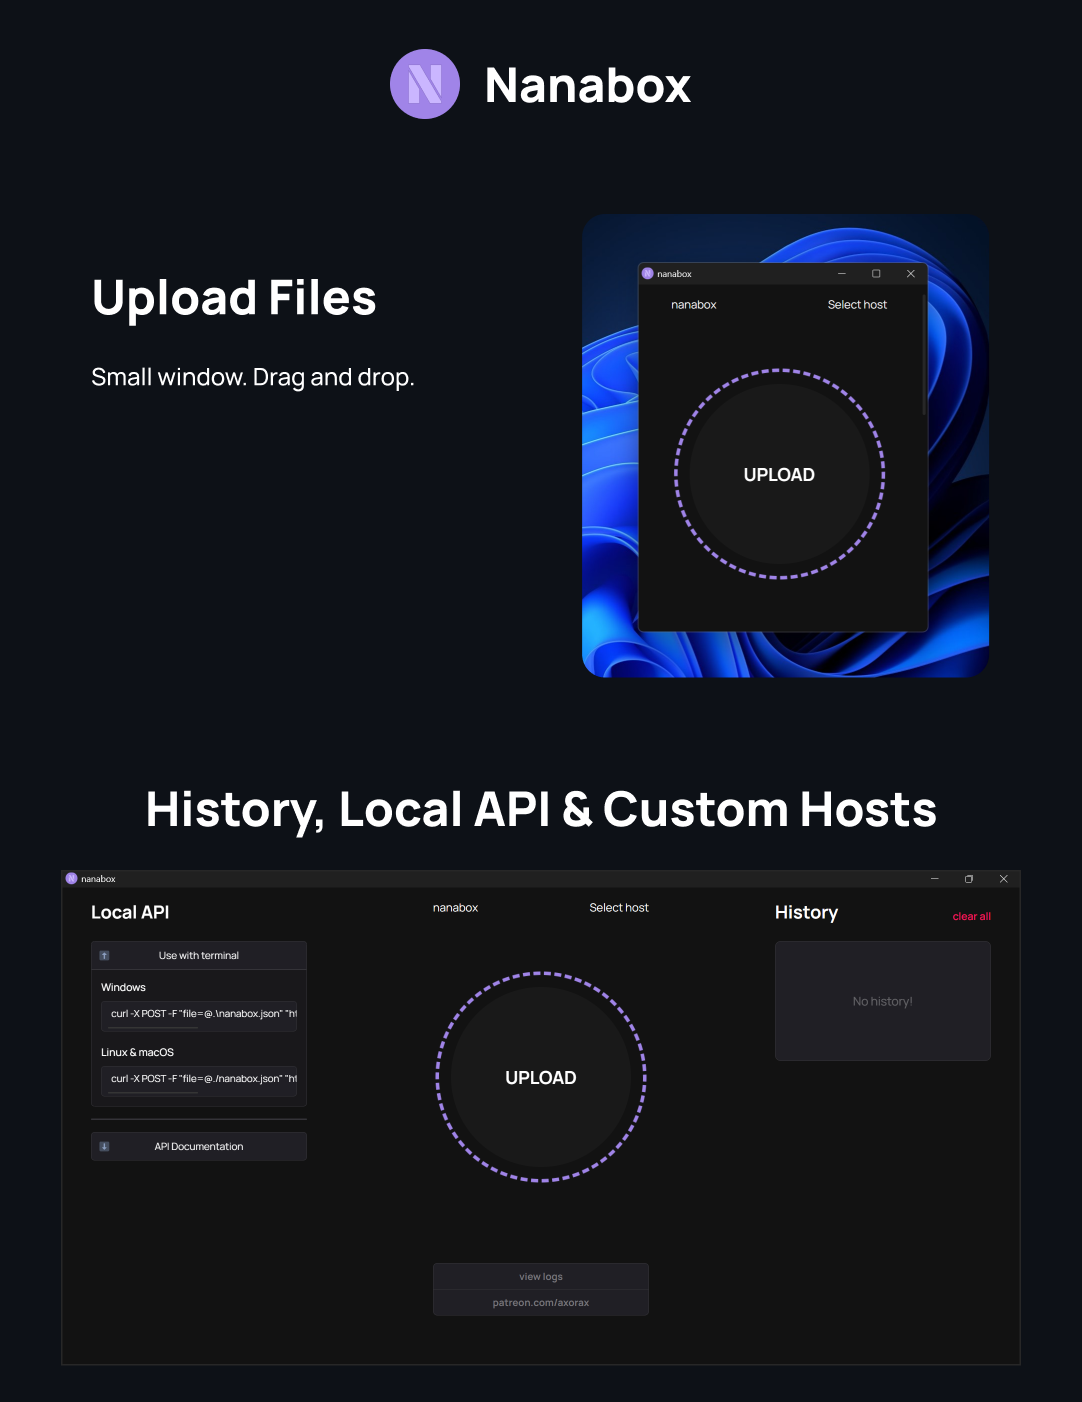 Nanabox
Upload Files
Small window. Drag and drop.
nanabox
nanabox
Select host
UPLOAD
History, Local API & Custom Hosts
nanabox
Local API
Use with terminal
Windows
curl -X POST -F "file=@.\nanabox.json" "ht
Linux & macOS
curl -X POST -F "file=@./nanabox.json" "ht
API Documentation
nanabox
Select host
UPLOAD
view logs
patreon.com/axorax
History
clear all
No history!